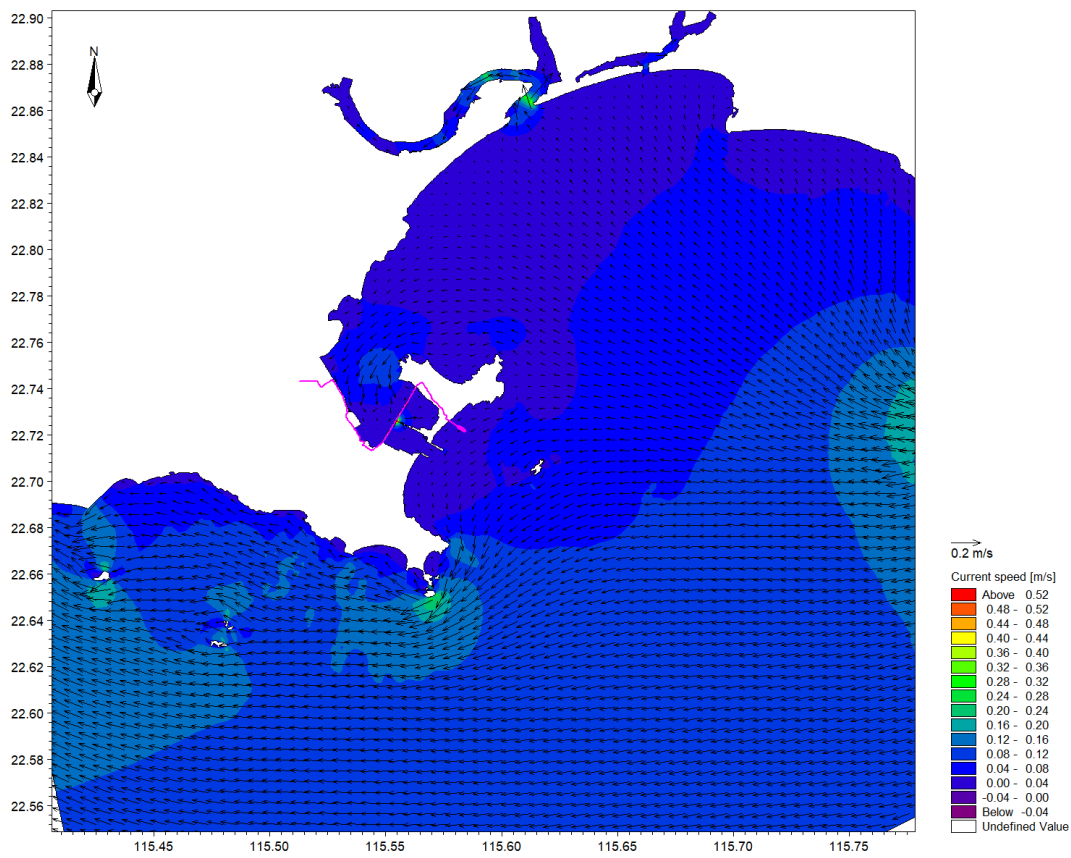 22.90
22.88
22.86
22.84
22.82
22.80
22.78
22.76
22.74
22.72
22.70
22.68
22.66
22.64
22.62
22.60
22.58
22.56
N
115.45
115.50
115.55
115.60
115.65
115.70
115.75
0.2 m/s
Current speed [m/s]
Above 0.52
0.48 - 0.52
0.44 - 0.48
0.40 - 0.44
0.36 - 0.40
0.32 - 0.36
0.28 - 0.32
0.24 - 0.28
0.20 - 0.24
0.16 - 0.20
0.12 - 0.16
0.08 - 0.12
0.04 - 0.08
0.00 - 0.04
-0.04 - 0.00
Below -0.04
Undefined Value